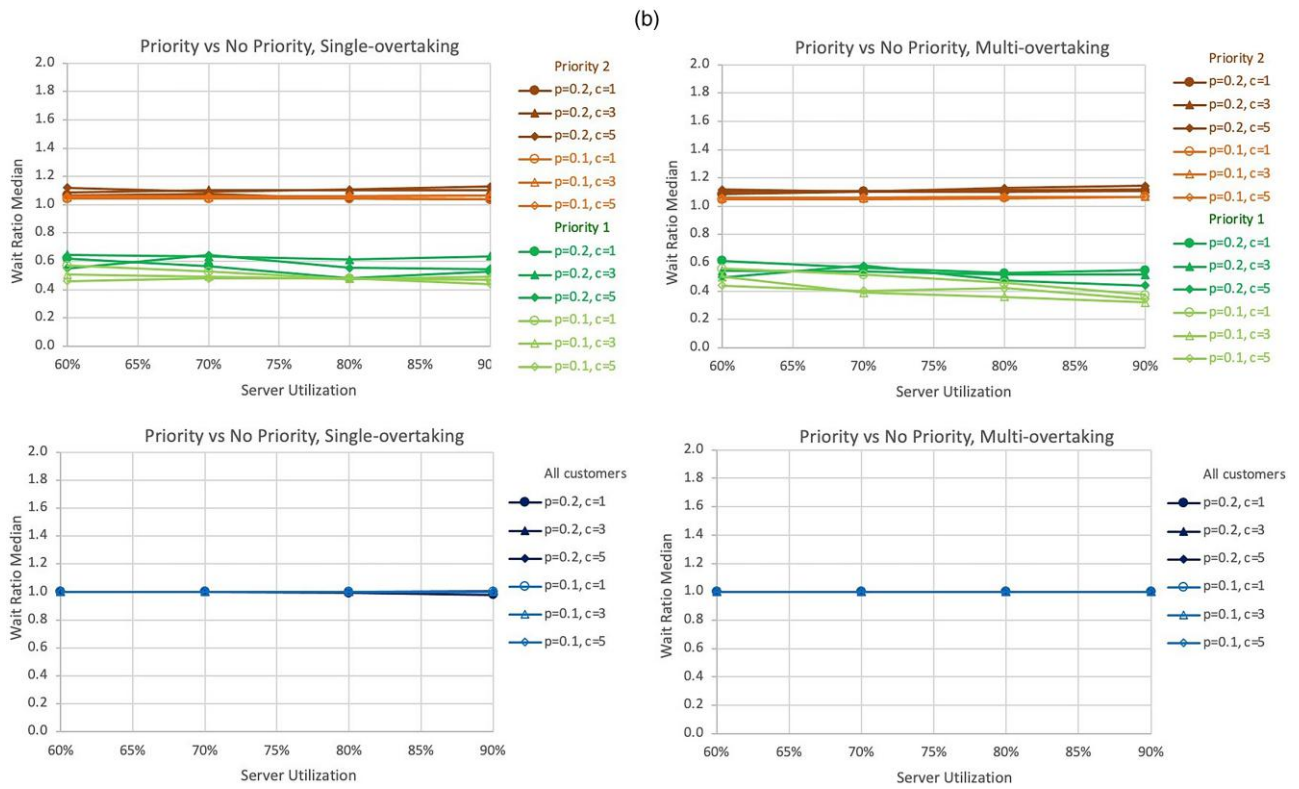 (b)
Priority vs No Priority, Single-overtaking
Wait Ratio Median
2.0
1.8
1.6
1.4
1.2
1.0
0.8
0.6
0.4
0.2
0.0
60%
65%
70%
75%
80%
85%
90%
Server Utilization
Priority 2
p=0.2, c=1
p=0.2, c=3
p=0.2, c=5
p=0.1, c=1
p=0.1, c=3
p=0.1, c=5
Priority 1
p=0.2, c=1
p=0.2, c=3
p=0.2, c=5
p=0.1, c=1
p=0.1, c=3
p=0.1, c=5
Priority vs No Priority, Multi-overtaking
Wait Ratio Median
2.0
1.8
1.6
1.4
1.2
1.0
0.8
0.6
0.4
0.2
0.0
60%
65%
70%
75%
80%
85%
90%
Server Utilization
Priority 2
p=0.2, c=1
p=0.2, c=3
p=0.2, c=5
p=0.1, c=1
p=0.1, c=3
p=0.1, c=5
Priority 1
p=0.2, c=1
p=0.2, c=3
p=0.2, c=5
p=0.1, c=1
p=0.1, c=3
p=0.1, c=5
Priority vs No Priority, Single-overtaking
Wait Ratio Median
2.0
1.8
1.6
1.4
1.2
1.0
0.8
0.6
0.4
0.2
0.0
60%
65%
70%
75%
80%
85%
90%
Server Utilization
All customers
p=0.2, c=1
p=0.2, c=3
p=0.2, c=5
p=0.1, c=1
p=0.1, c=3
p=0.1, c=5
Priority vs No Priority, Multi-overtaking
Wait Ratio Median
2.0
1.8
1.6
1.4
1.2
1.0
0.8
0.6
0.4
0.2
0.0
60%
65%
70%
75%
80%
85%
90%
Server Utilization
All customers
p=0.2, c=1
p=0.2, c=3
p=0.2, c=5
p=0.1, c=1
p=0.1, c=3
p=0.1, c=5